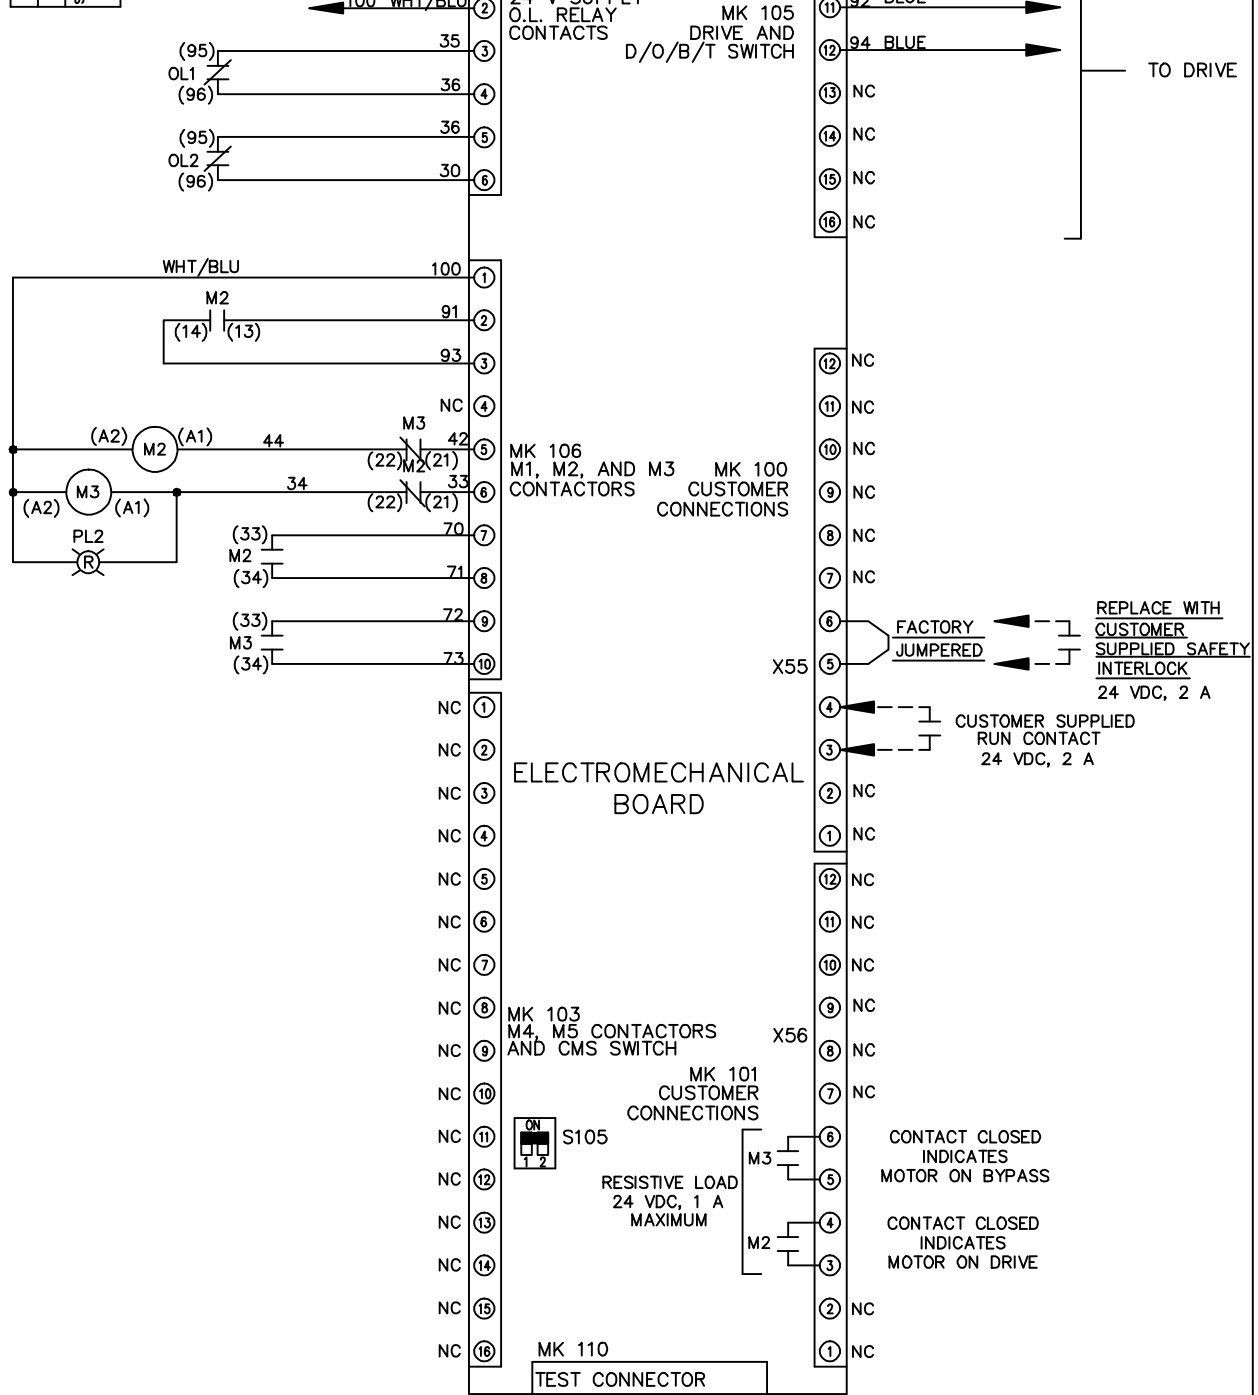 100 WHT/BLU
2
24 V SUPPLY
O.L. RELAY
CONTACTS
MK 105
DRIVE AND
D/O/B/T SWITCH
11
92 BLUE
12
94 BLUE
TO DRIVE
13 NC
14 NC
15 NC
16 NC
(95)
OL1
(96)
35
3
36
4
(95)
OL2
(96)
36
5
30
6
WHT/BLU
100
1
M2
(14)
(13)
91
2
93
3
NC 4
(A2)
M2
(A1)
44
M3
(22)
(21)
42
5
(A2)
M3
(A1)
34
M2
(22)
(21)
33
6
PL2
R
(33)
M2
(34)
70
7
71
8
(33)
M3
(34)
72
9
73
10
MK 106
M1, M2, AND M3
CONTACTORS
MK 100
CUSTOMER
CONNECTIONS
12 NC
11 NC
10 NC
9 NC
8 NC
7 NC
6
5
X55
FACTORY
JUMPERED
REPLACE WITH
CUSTOMER
SUPPLIED SAFETY
INTERLOCK
24 VDC, 2 A
4
3
CUSTOMER SUPPLIED
RUN CONTACT
24 VDC, 2 A
2 NC
1 NC
ELECTROMECHANICAL
BOARD
NC 1
NC 2
NC 3
NC 4
NC 5
NC 6
NC 7
NC 8
NC 9
NC 10
NC 11
NC 12
NC 13
NC 14
NC 15
NC 16
MK 103
M4, M5 CONTACTORS
AND CMS SWITCH
ON
1 2
S105
12 NC
11 NC
10 NC
9 NC
X56
8 NC
7 NC
MK 101
CUSTOMER
CONNECTIONS
RESISTIVE LOAD
24 VDC, 1 A
MAXIMUM
M3
6
5
CONTACT CLOSED
INDICATES
MOTOR ON BYPASS
M2
4
3
CONTACT CLOSED
INDICATES
MOTOR ON DRIVE
2 NC
1 NC
MK 110
TEST CONNECTOR